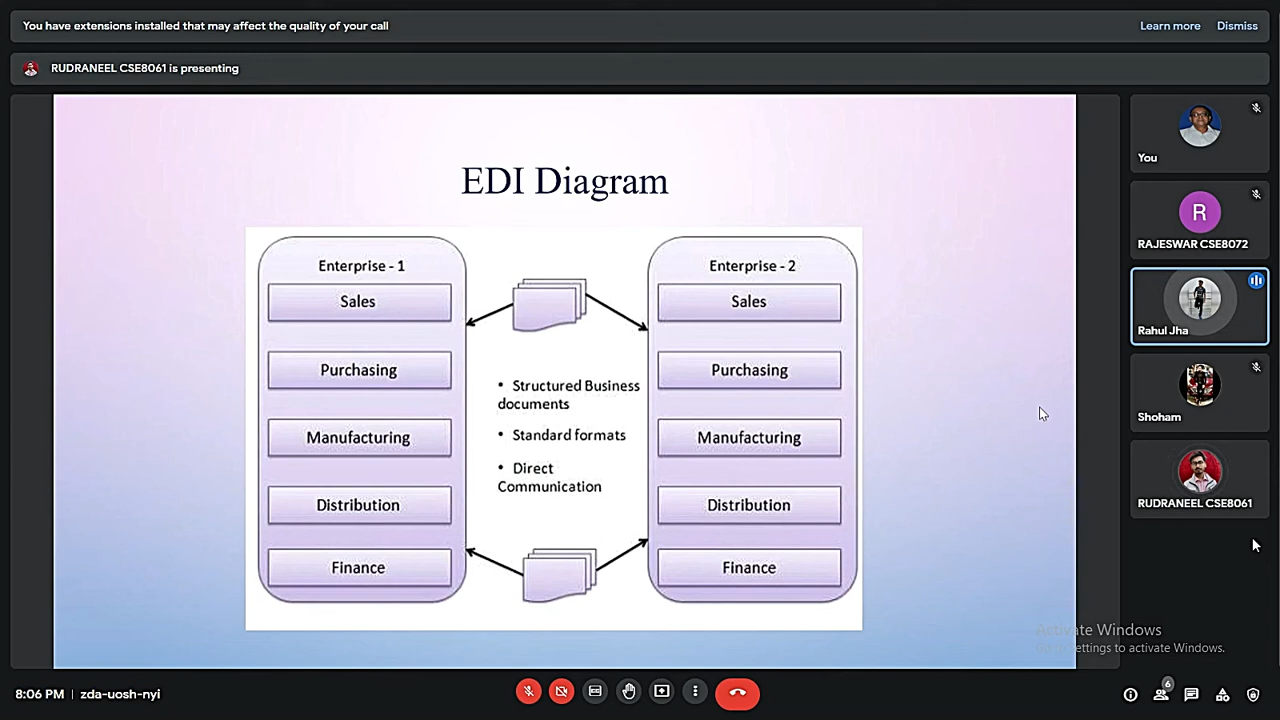 You have extensions installed that may affect the quality of your call
Learn more
Dismiss
RUDRANEEL CSE8061 is presenting
EDI Diagram
Enterprise - 1
Sales
Purchasing
Manufacturing
Distribution
Finance
• Structured Business
documents
• Standard formats
• Direct
Communication
Enterprise - 2
Sales
Purchasing
Manufacturing
Distribution
Finance
You
R
RAJESWAR CSE8072
Rahul Jha
Shoham
RUDRANEEL CSE8061
Activate Windows
Go to Settings to activate Windows.
8:06 PM | zda-uosh-nyi
6